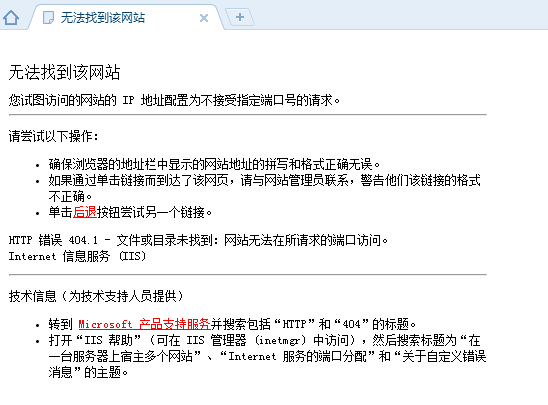 无法找到该网站
无法找到该网站
您试图访问的网站的 IP 地址配置为不接受指定端口号的请求。
请尝试以下操作:
• 确保浏览器的地址栏中显示的网站地址的拼写和格式正确无误。
• 如果通过单击链接而到达了该网页，请与网站管理员联系，警告他们该链接的格式
不正确。
• 单击后退按钮尝试另一个链接。
HTTP 错误 404.1 - 文件或目录未找到：网站无法在所请求的端口访问。
Internet 信息服务 (IIS)
技术信息（为技术支持人员提供）
• 转到 Microsoft 产品支持服务并搜索包括“HTTP”和“404”的标题。
• 打开“IIS 帮助”（可在 IIS 管理器 (inetmgr) 中访问），然后搜索标题为“在
一台服务器上宿主多个网站”、“Internet 服务的端口分配”和“关于自定义错误
消息”的主题。